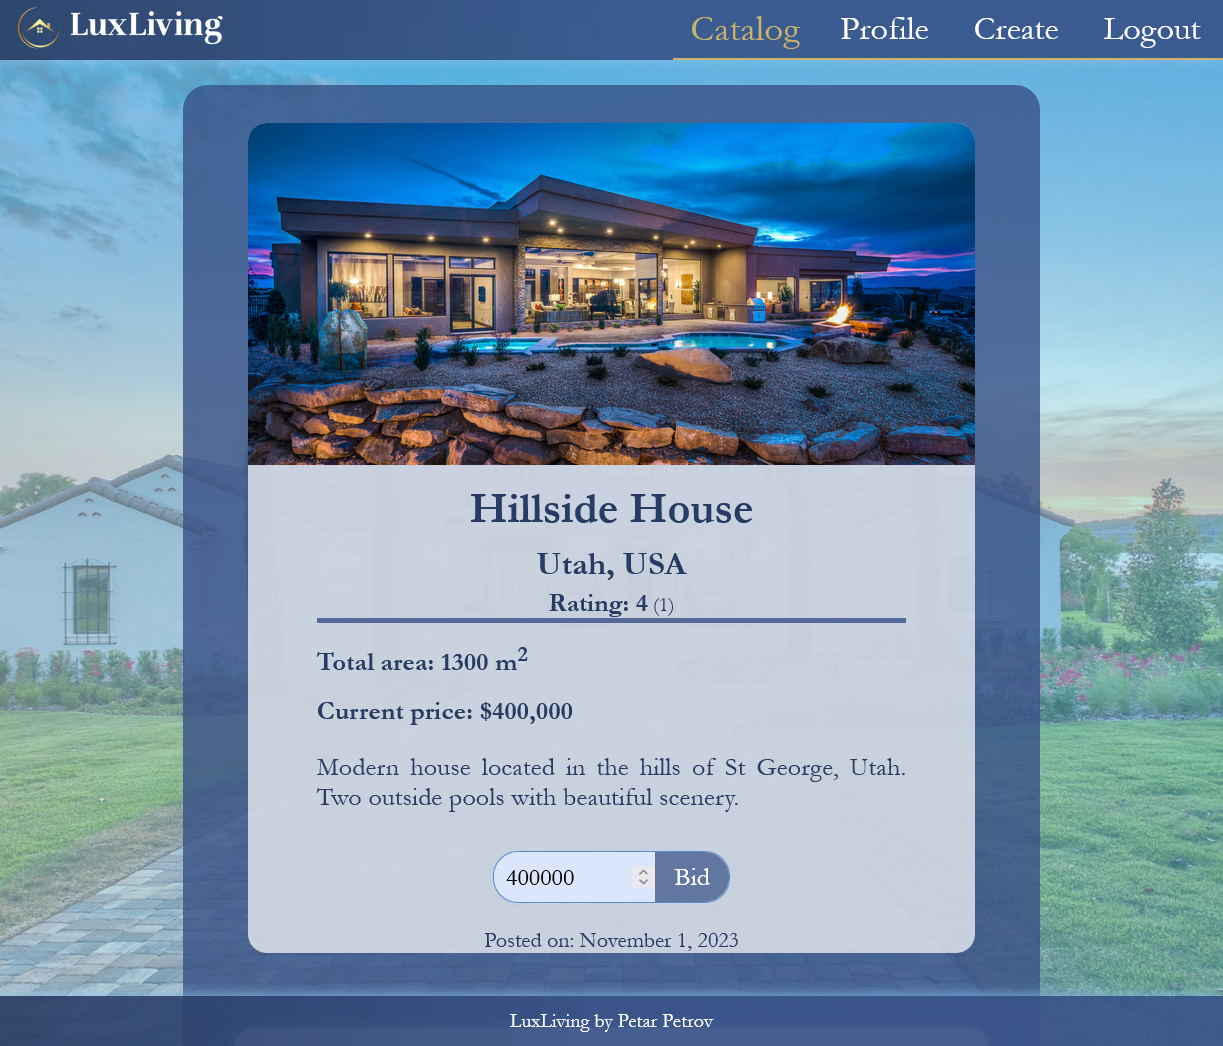 LuxLiving
Catalog
Profile
Create
Logout
Hillside House
Utah, USA
Rating: 4 (1)
Total area: 1300 m²
Current price: $400,000
Modern house located in the hills of St George, Utah.
Two outside pools with beautiful scenery.
400000
Bid
Posted on: November 1, 2023
LuxLiving by Petar Petrov